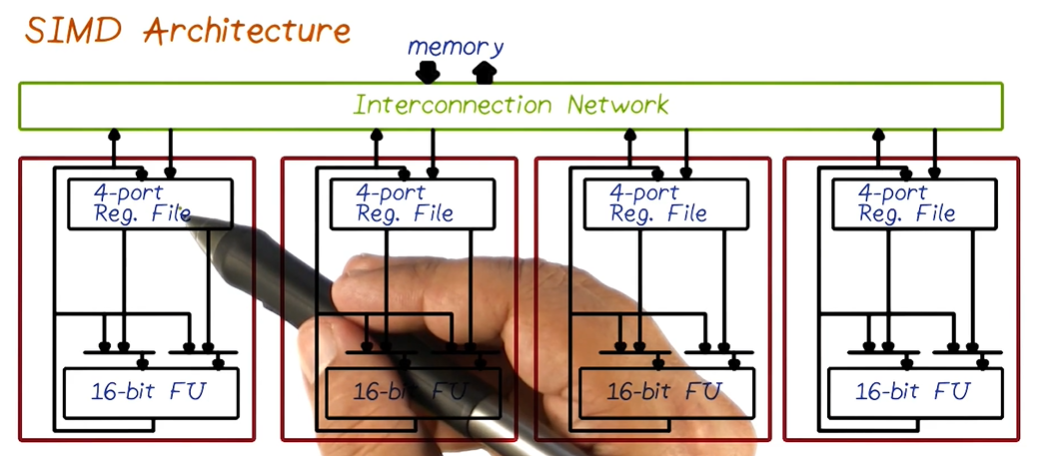 SIMD Architecture
memory
Interconnection Network
4-port
Reg. File
4-port
Reg. File
4-port
Reg. File
4-port
Reg. File
16-bit FU
16-bit FU
16-bit FU
16-bit FU